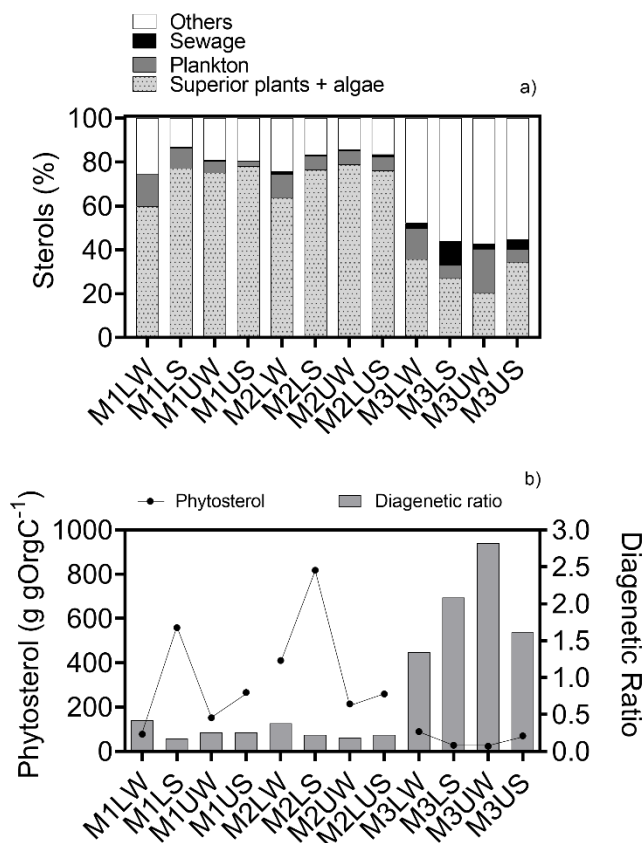 Others
Sewage
Plankton
Superior plants + algae
a)
100
80
60
40
20
0
Sterols (%)
M1LW
M1LS
M1UW
M1US
M2LW
M2LS
M2UW
M2LUS
M3LW
M3LS
M3UW
M3US
b)
Phytosterol
Diagenetic ratio
1000
800
600
400
200
0
Phytosterol (g gOrgC⁻¹)
3.0
2.5
2.0
1.5
1.0
0.5
0.0
Diagenetic Ratio
M1LW
M1LS
M1UW
M1US
M2LW
M2LS
M2UW
M2LUS
M3LW
M3LS
M3UW
M3US